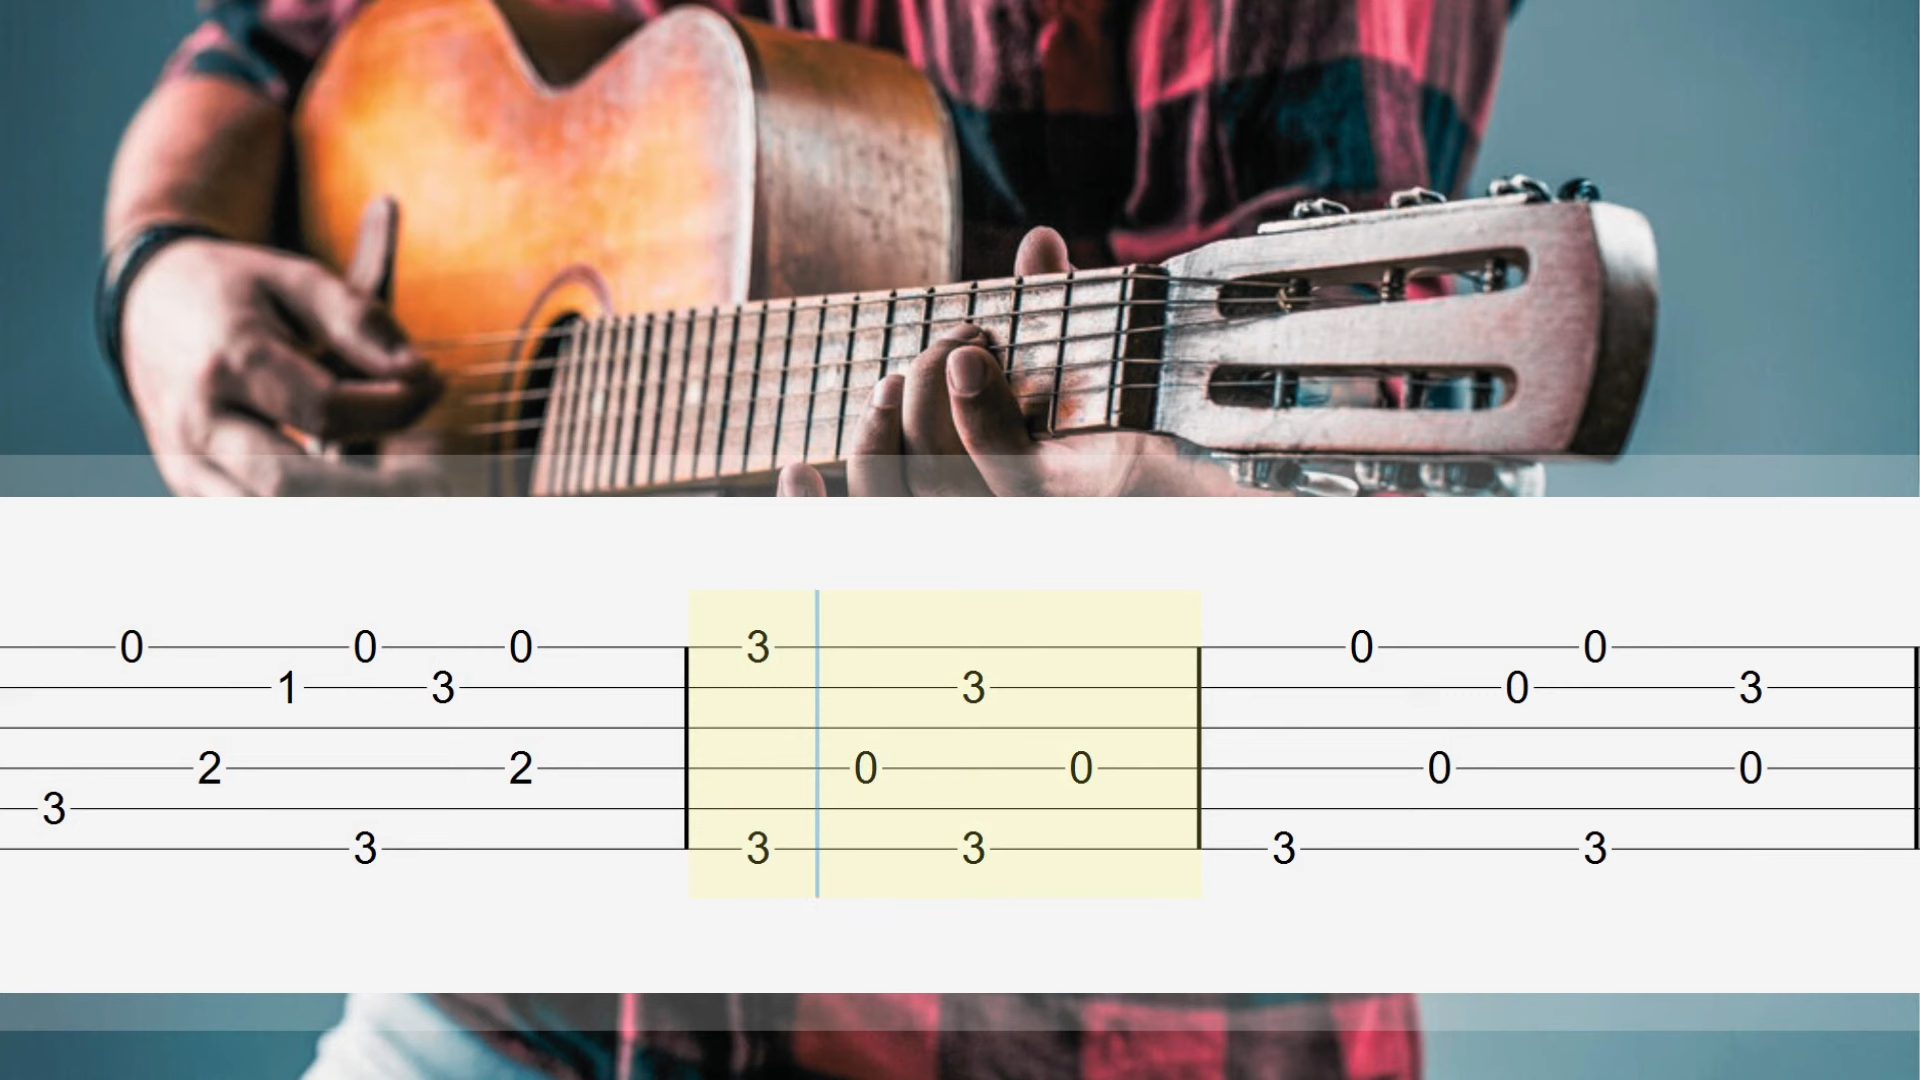 0 0 0 3 0 0
1 3 3 0 3
2 2 0 0 0 0
3
3 3 3 3 3